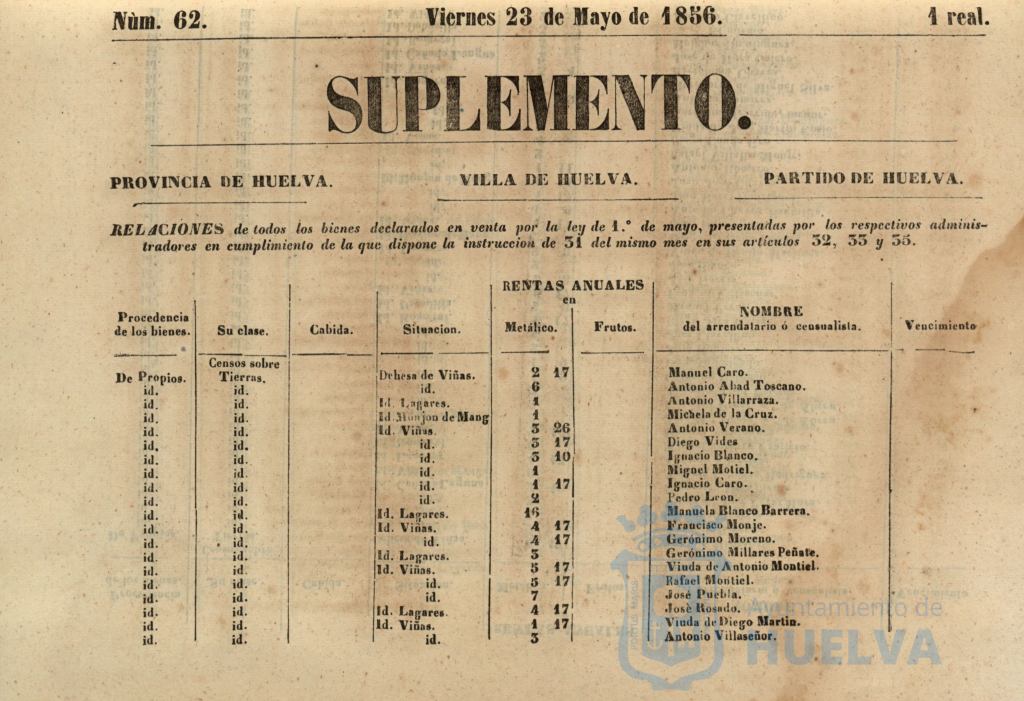 Núm. 62. Viernes 23 de Mayo de 1856. 1 real.
SUPLEMENTO.
PROVINCIA DE HUELVA. VILLA DE HUELVA. PARTIDO DE HUELVA.
RELACIONES de todos los bienes declarados en venta por la ley de 1.° de mayo, presentadas por los respectivos adminis-
tradores en cumplimiento de la que dispone la instruccion de 31 del mismo mes en sus artículos 32, 33 y 35.
RENTAS ANUALES
en
Procedencia de los bienes. Su clase. Cabida. Situacion. Metálico. Frutos. NOMBRE del arrendatario ó censualista. Vencimiento
Censos sobre
De Propios. Tierras. Dehesa de Viñas. 2 17 Manuel Caro.
id. id. id. 6 Antonio Abad Toscano.
id. id. Id. Lagares. 1 Antonio Villarraza.
id. id. Id. Monjon de Mang 1 Michela de la Cruz.
id. id. Id. Viñas. 3 26 Antonio Verano.
id. id. id. 3 17 Diego Vides
id. id. id. 3 10 Ignacio Blanco.
id. id. id. 1 Miguel Motiel.
id. id. id. 1 17 Ignacio Caro.
id. id. id. 2 Pedro Leon.
id. id. Id. Lagares. 16 Manuela Blanco Barrera.
id. id. Id. Viñas. 4 17 Francisco Monje.
id. id. id. 4 17 Gerónimo Moreno.
id. id. Id. Lagares. 3 Gerónimo Millares Peñate.
id. id. Id. Viñas. 5 17 Viuda de Antonio Montiel.
id. id. id. 5 17 Rafael Montiel.
id. id. id. 7 José Puebla.
id. id. Id. Lagares. 4 17 Josè Rosado.
id. id. Id. Viñas. 1 17 Viuda de Diego Martin.
id. id. id. 3 Antonio Villaseñor.
Ayuntamiento de
HUELVA